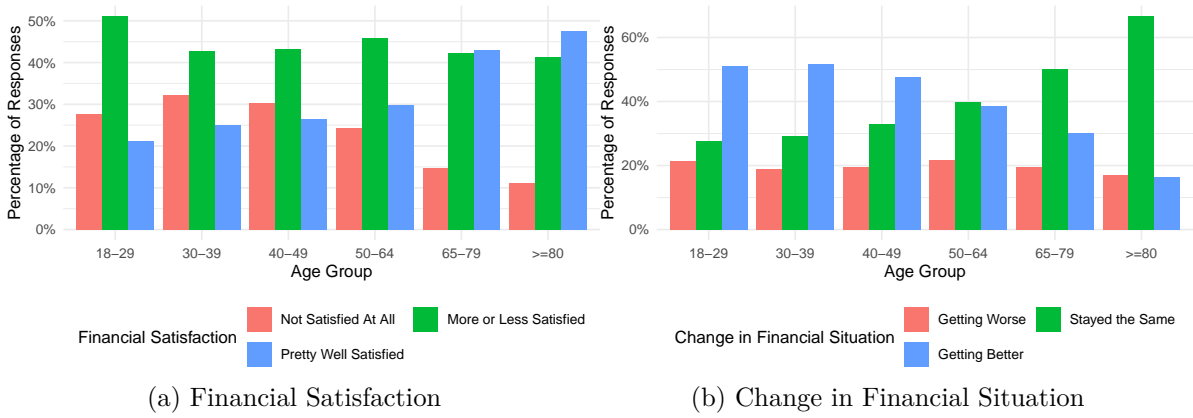 50%
40%
30%
20%
10%
0%
Percentage of Responses
18–29
30–39
40–49
50–64
65–79
>=80
Age Group
Financial Satisfaction
Not Satisfied At All
More or Less Satisfied
Pretty Well Satisfied
(a) Financial Satisfaction
60%
40%
20%
0%
Percentage of Responses
18–29
30–39
40–49
50–64
65–79
>=80
Age Group
Change in Financial Situation
Getting Worse
Stayed the Same
Getting Better
(b) Change in Financial Situation